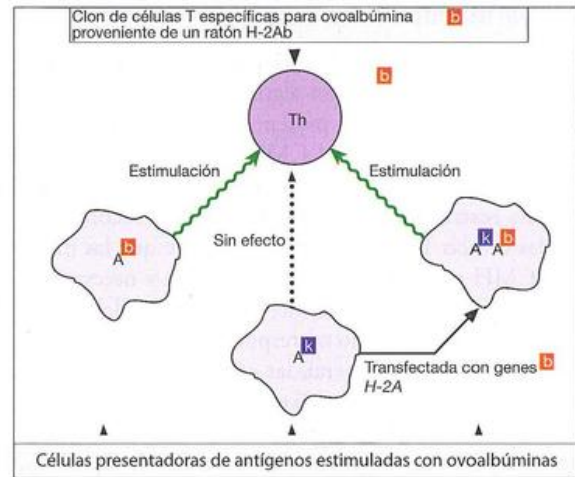 Clon de células T específicas para ovoalbúmina b
proveniente de un ratón H-2Ab
b
Th
Estimulación
Estimulación
Sin efecto
A b
A k A b
A k
Transfectada con genes b
H-2A
Células presentadoras de antígenos estimuladas con ovoalbúminas